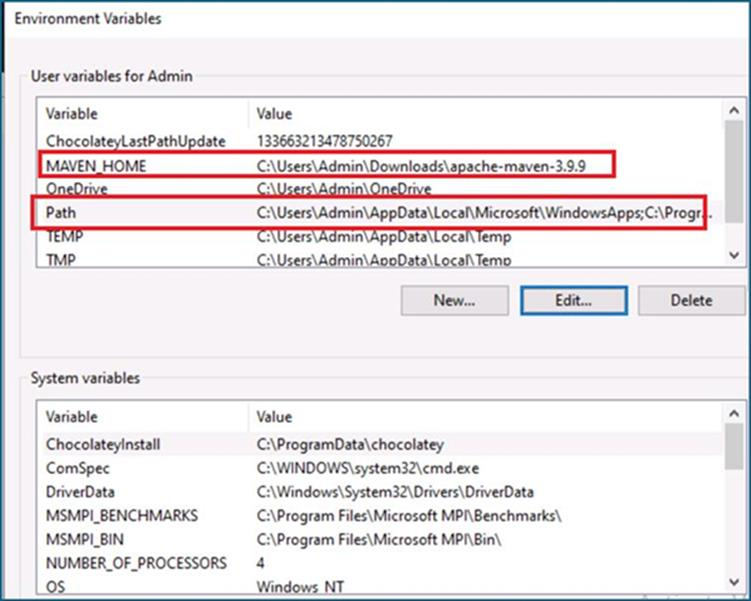 Environment Variables
User variables for Admin
Variable Value
ChocolateyLastPathUpdate 133663213478750267
MAVEN_HOME C:\Users\Admin\Downloads\apache-maven-3.9.9
OneDrive C:\Users\Admin\OneDrive
Path C:\Users\Admin\AppData\Local\Microsoft\WindowsApps;C:\Progr...
TEMP C:\Users\Admin\AppData\Local\Temp
TMP C:\Users\Admin\AppData\Local\Temp
New... Edit... Delete
System variables
Variable Value
ChocolateyInstall C:\ProgramData\chocolatey
ComSpec C:\WINDOWS\system32\cmd.exe
DriverData C:\Windows\System32\Drivers\DriverData
MSMPI_BENCHMARKS C:\Program Files\Microsoft MPI\Benchmarks\
MSMPI_BIN C:\Program Files\Microsoft MPI\Bin\
NUMBER_OF_PROCESSORS 4
OS Windows_NT